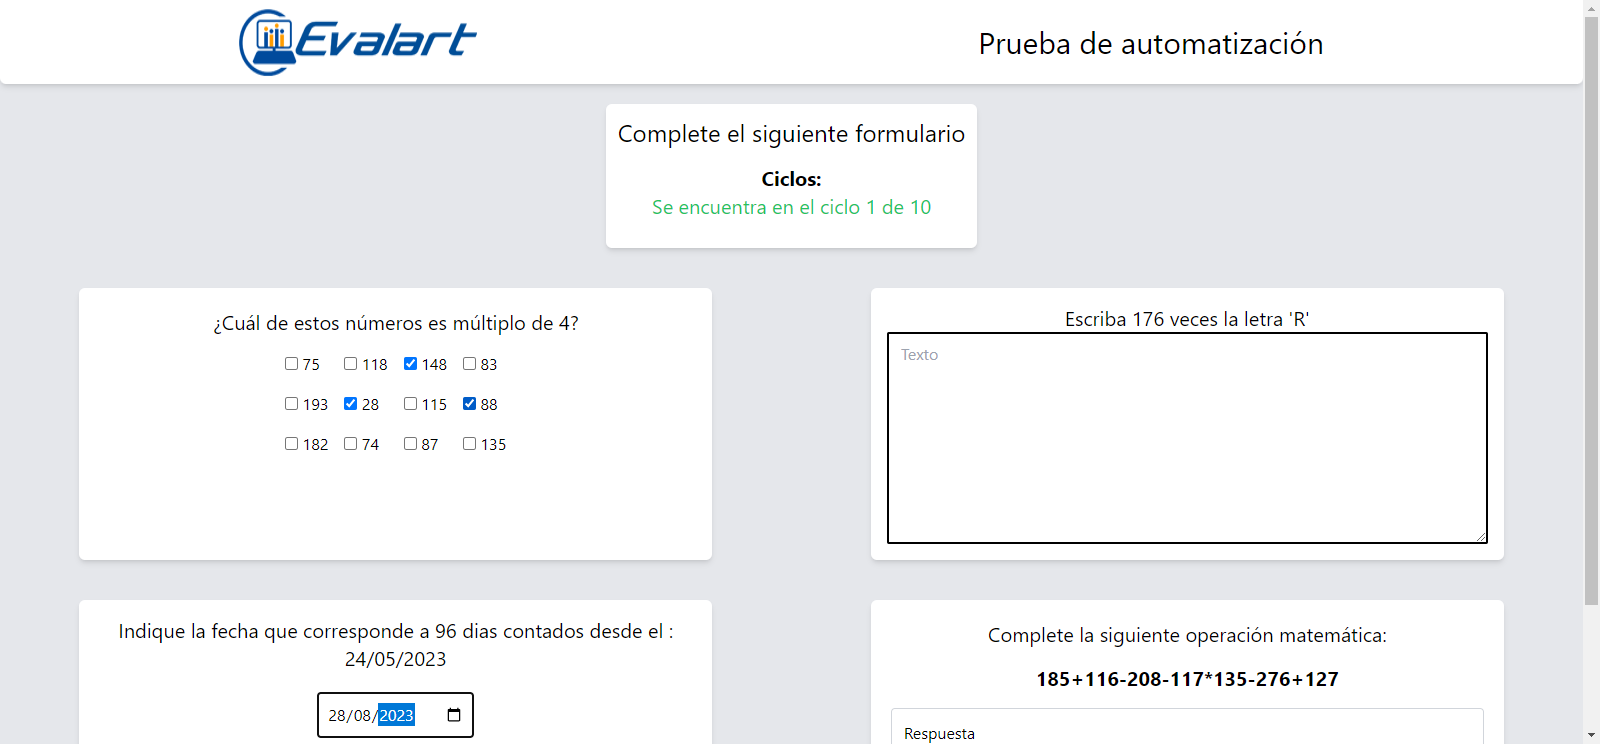 Evalart
Prueba de automatización
Complete el siguiente formulario
Ciclos:
Se encuentra en el ciclo 1 de 10
¿Cuál de estos números es múltiplo de 4?
75 118 148 83
193 28 115 88
182 74 87 135
Escriba 176 veces la letra 'R'
Texto
Indique la fecha que corresponde a 96 dias contados desde el :
24/05/2023
28/08/2023
Complete la siguiente operación matemática:
185+116-208-117*135-276+127
Respuesta